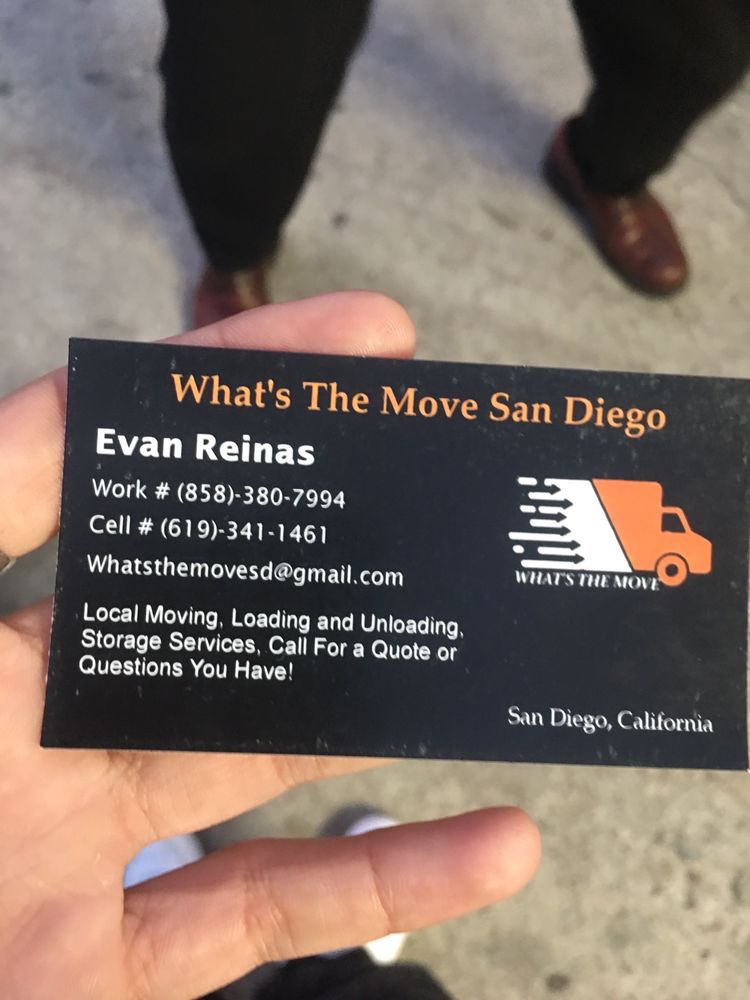 What's The Move San Diego
Evan Reinas
Work # (858)-380-7994
Cell # (619)-341-1461
Whatsthemovesd@gmail.com
WHAT'S THE MOVE
Local Moving, Loading and Unloading,
Storage Services, Call For a Quote or
Questions You Have!
San Diego, California